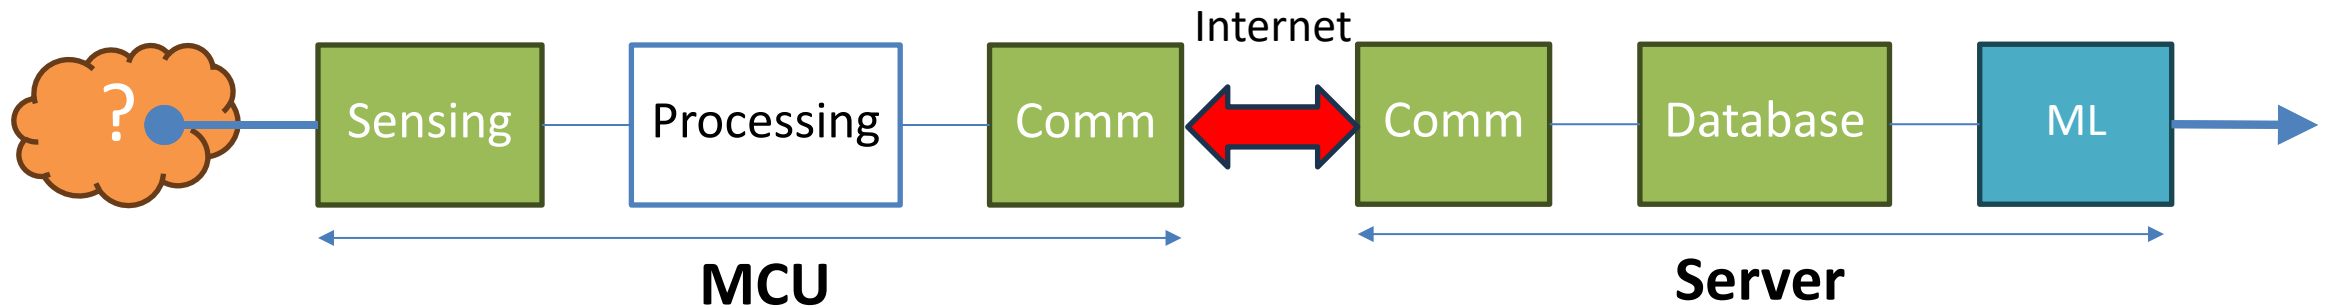 Internet
?
Sensing
Processing
Comm
Comm
Database
ML
MCU
Server